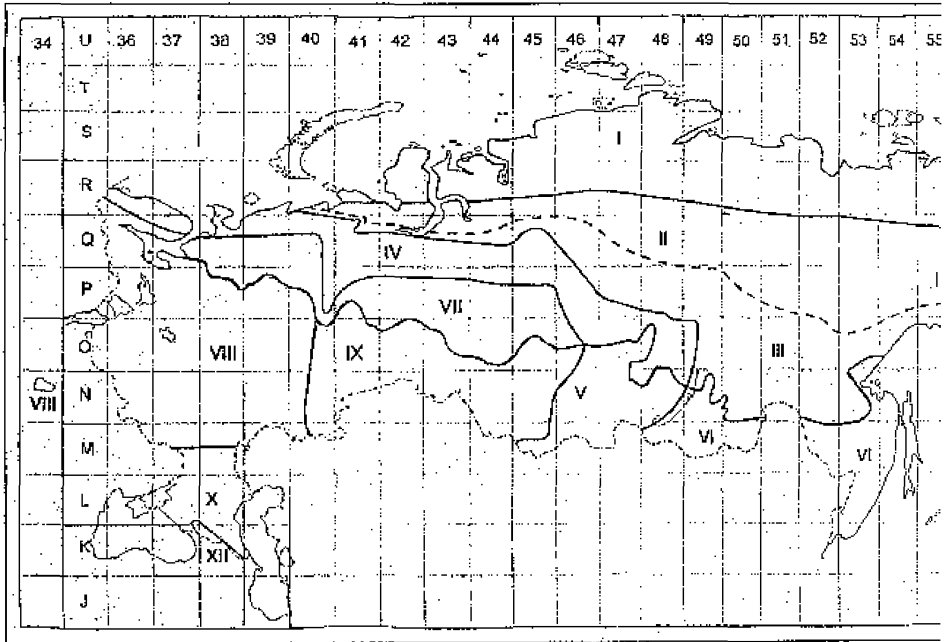 34 U 36 37 38 39 40 41 42 43 44 45 46 47 48 49 50 51 52 53 54 55
T
S I
R
Q IV II
P VII
O VIII IX III
N VIII V
M VI VI
L X
K XII
J